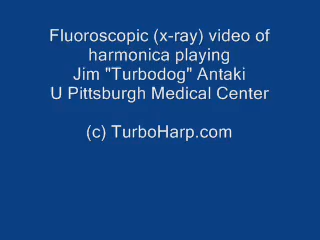 Fluoroscopic (x-ray) video of
harmonica playing
Jim "Turbodog" Antaki
U Pittsburgh Medical Center
(c) TurboHarp.com